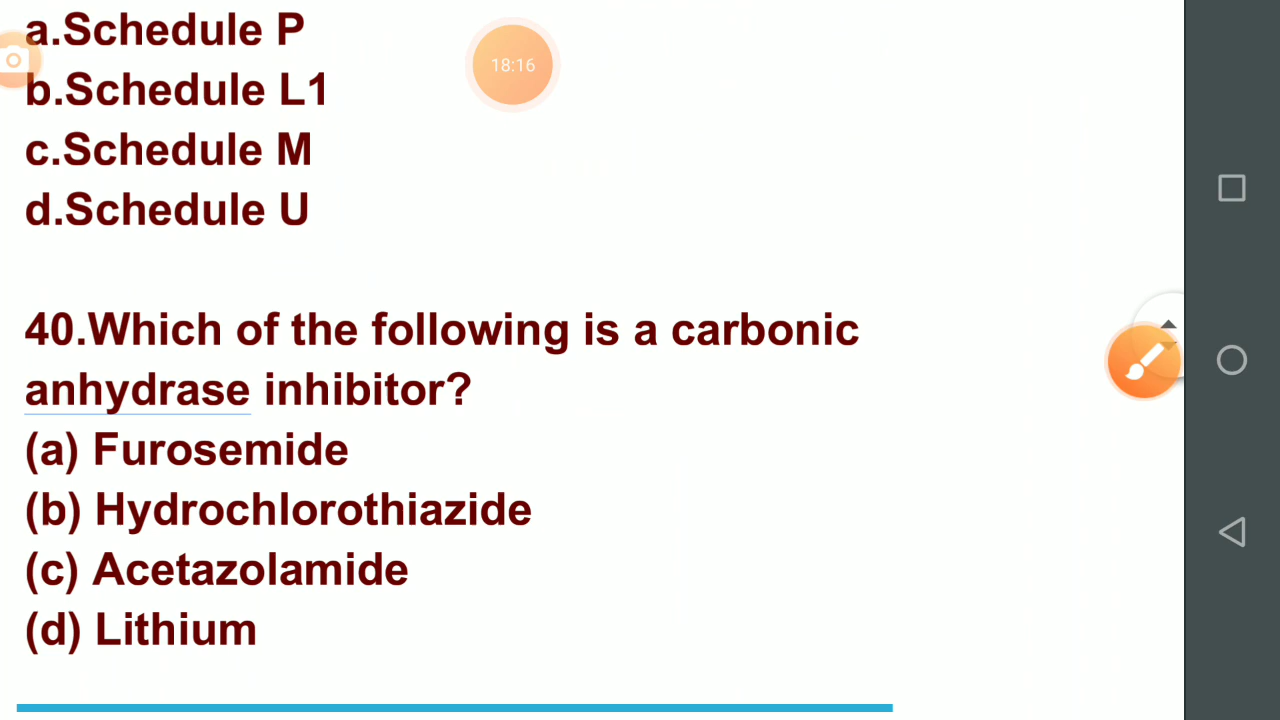 a.Schedule P
18:16
b.Schedule L1
c.Schedule M
d.Schedule U
40.Which of the following is a carbonic
anhydrase inhibitor?
(a) Furosemide
(b) Hydrochlorothiazide
(c) Acetazolamide
(d) Lithium